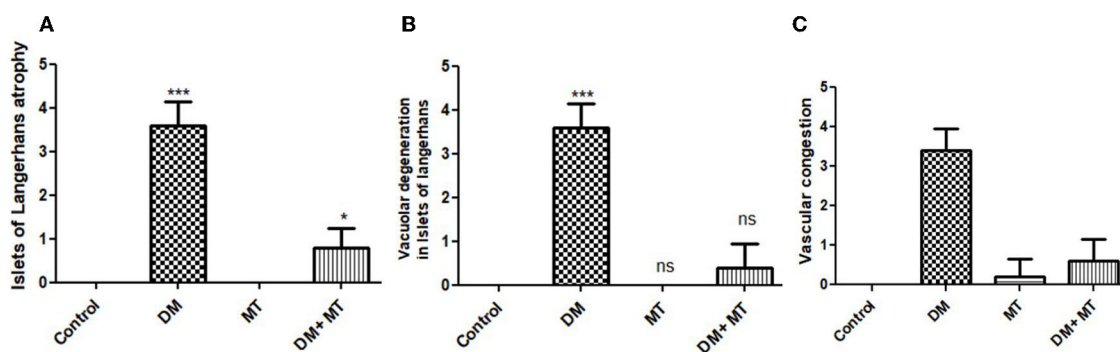 A
Islets of Langerhans atrophy
5
4
3
2
1
0
***
*
Control
DM
MT
DM+ MT
B
Vacuolar degeneration
in Islets of langerhans
5
4
3
2
1
0
***
ns
ns
Control
DM
MT
DM+ MT
C
Vascular congestion
5
4
3
2
1
0
Control
DM
MT
DM+ MT